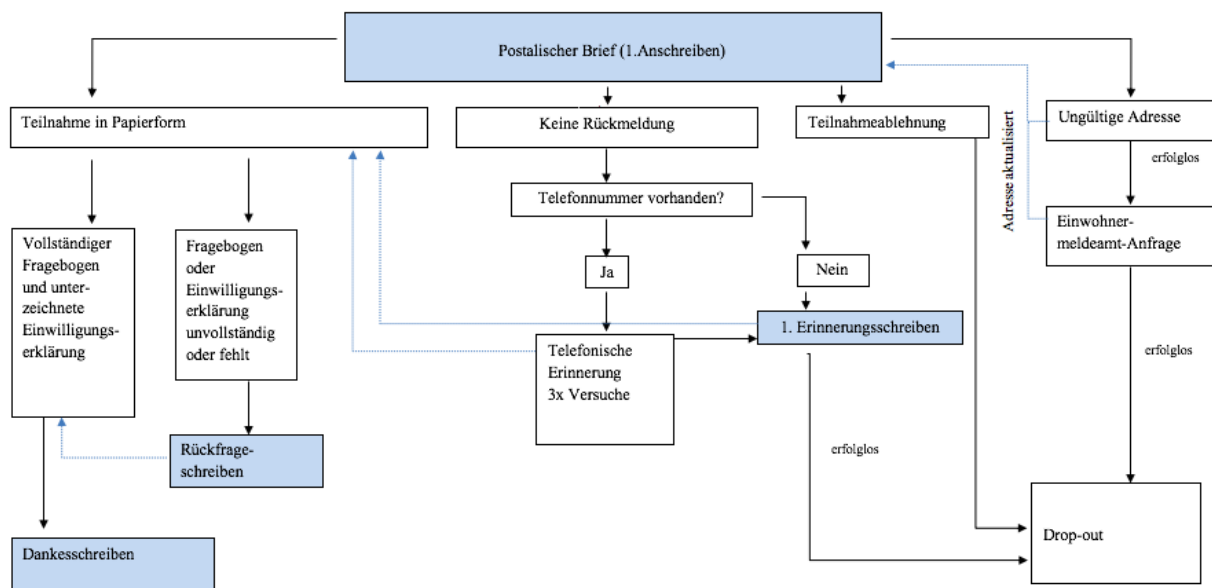 Postalischer Brief (1.Anschreiben)
Teilnahme in Papierform
Keine Rückmeldung
Teilnahmeablehnung
Ungültige Adresse
erfolglos
Adresse aktualisiert
Telefonnummer vorhanden?
Einwohner-
meldeamt-Anfrage
Vollständiger
Fragebogen
und unter-
zeichnete
Einwilligungs-
erklärung
Fragebogen
oder
Einwilligungs-
erklärung
unvollständig
oder fehlt
Ja
Nein
1. Erinnerungsschreiben
Telefonische
Erinnerung
3x Versuche
erfolglos
erfolglos
Rückfrage-
schreiben
Drop-out
Dankesschreiben